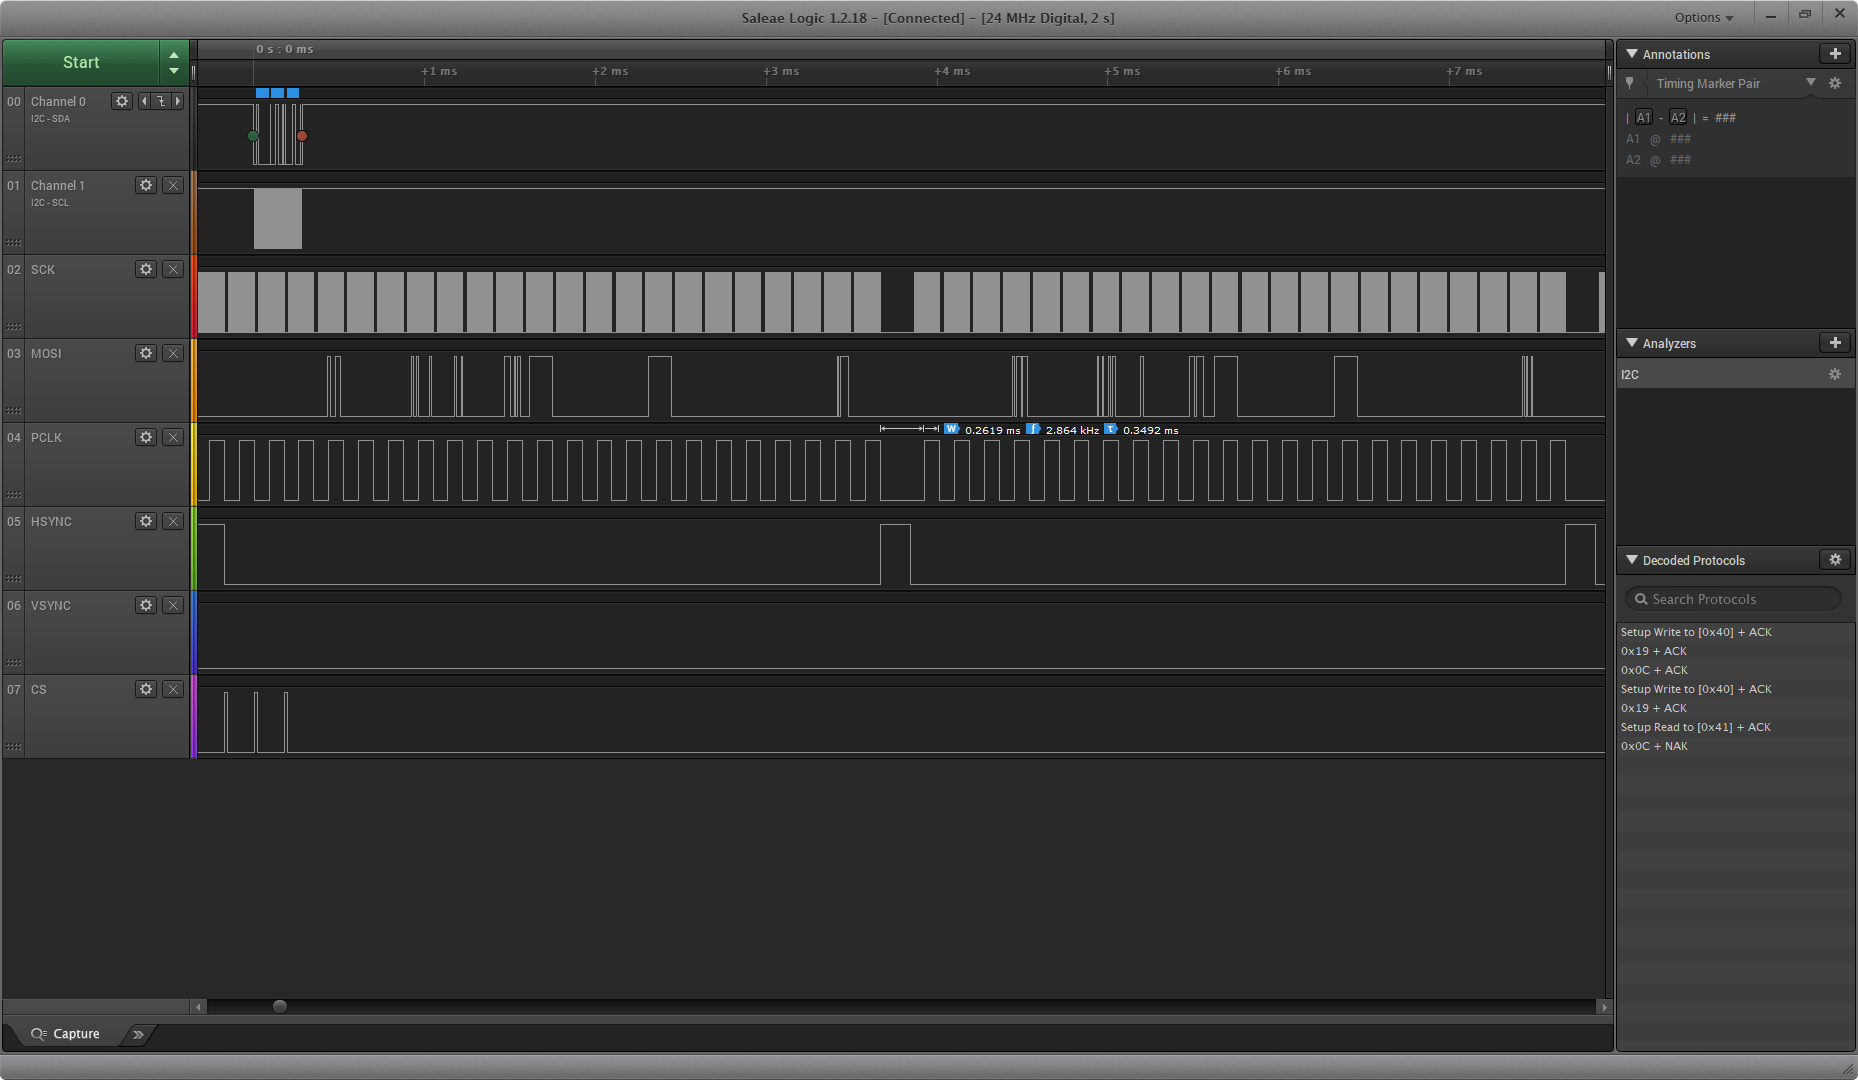 Saleae Logic 1.2.18 - [Connected] - [24 MHz Digital, 2 s]
Options
Start
0 s : 0 ms
+1 ms +2 ms +3 ms +4 ms +5 ms +6 ms +7 ms
00 Channel 0
I2C - SDA
01 Channel 1
I2C - SCL
02 SCK
03 MOSI
04 PCLK
W 0.2619 ms f 2.864 kHz T 0.3492 ms
05 HSYNC
06 VSYNC
07 CS
Capture
Annotations
Timing Marker Pair
| A1 - A2 | = ###
A1 @ ###
A2 @ ###
Analyzers
I2C
Decoded Protocols
Search Protocols
Setup Write to [0x40] + ACK
0x19 + ACK
0x0C + ACK
Setup Write to [0x40] + ACK
0x19 + ACK
Setup Read to [0x41] + ACK
0x0C + NAK